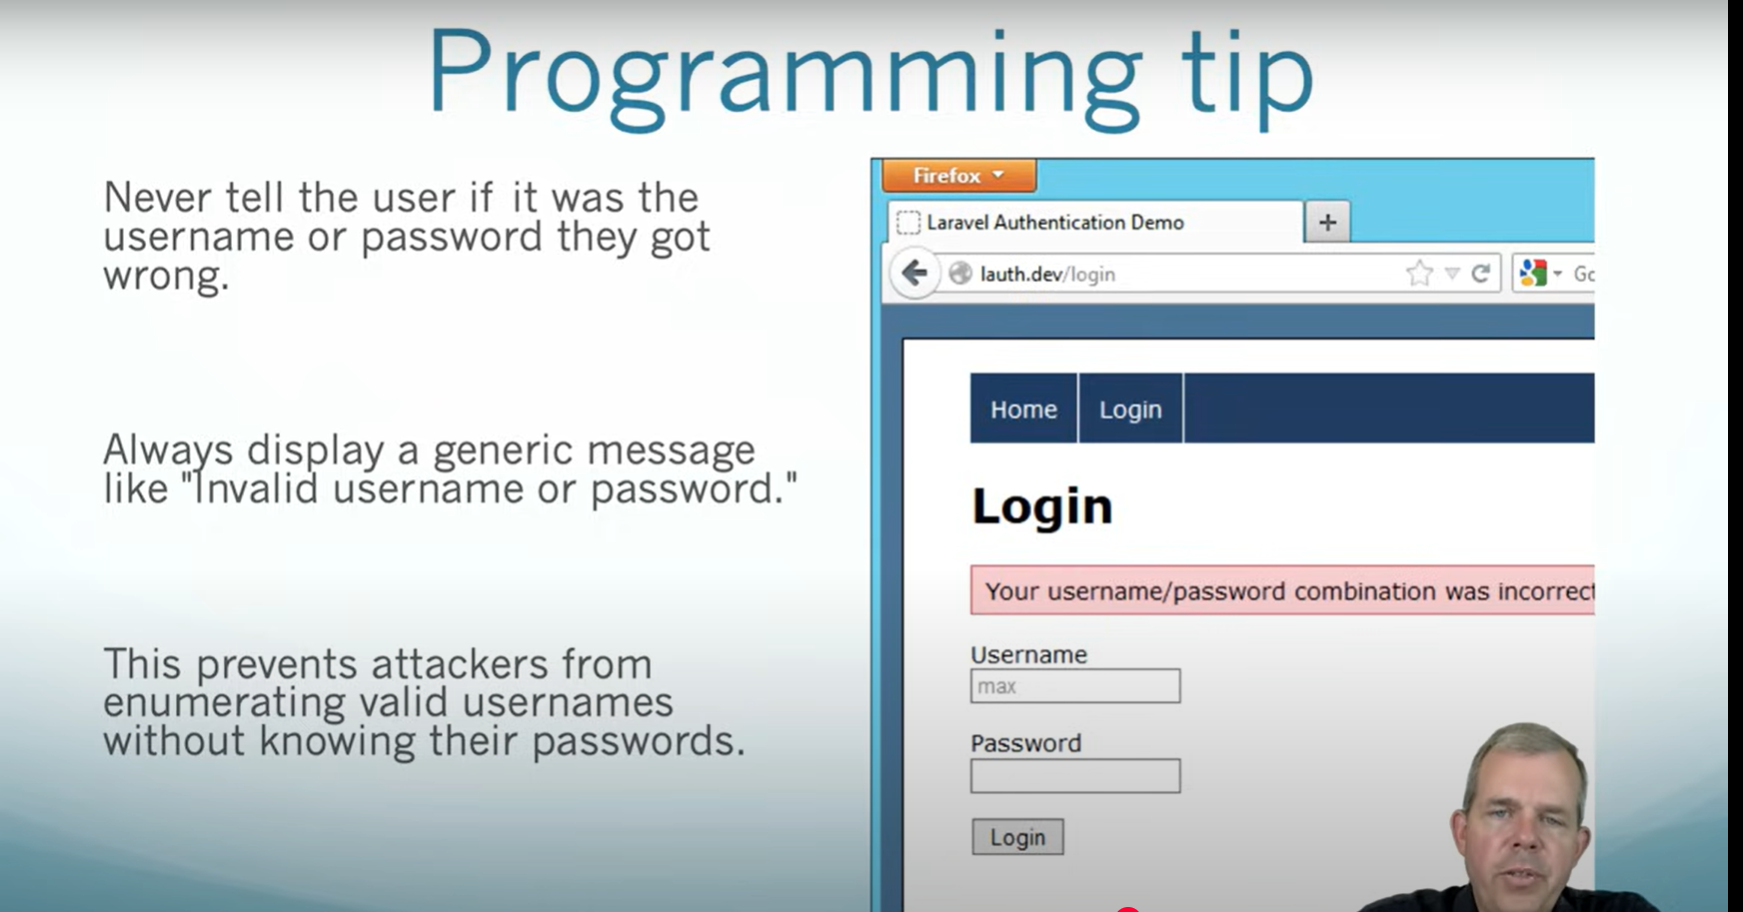 Programming tip
Never tell the user if it was the
username or password they got
wrong.
Always display a generic message
like "Invalid username or password."
This prevents attackers from
enumerating valid usernames
without knowing their passwords.
Firefox
Laravel Authentication Demo
+
lauth.dev/login
Go
Home
Login
Login
Your username/password combination was incorrect
Username
max
Password
Login